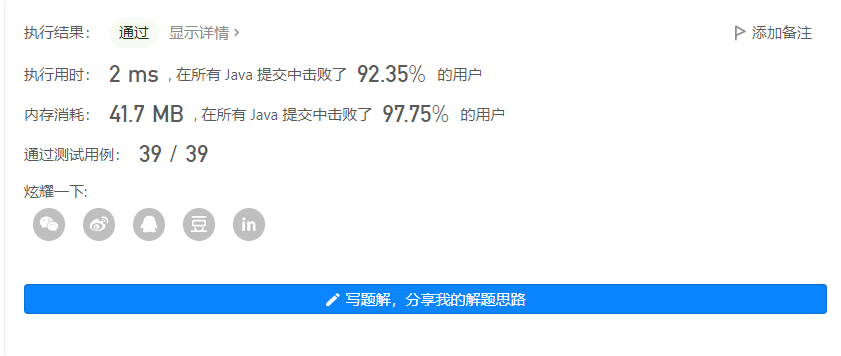 执行结果： 通过 显示详情 > 添加备注
执行用时： 2 ms , 在所有 Java 提交中击败了 92.35% 的用户
内存消耗： 41.7 MB , 在所有 Java 提交中击败了 97.75% 的用户
通过测试用例： 39 / 39
炫耀一下:
豆 in
写题解，分享我的解题思路